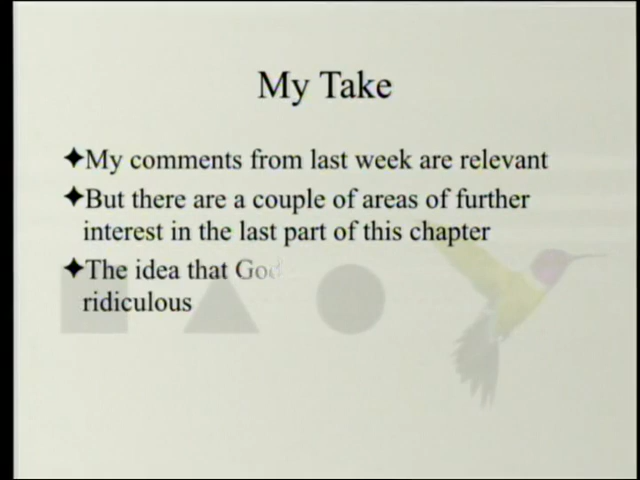 My Take
My comments from last week are relevant
But there are a couple of areas of further
interest in the last part of this chapter
The idea that God
ridiculous